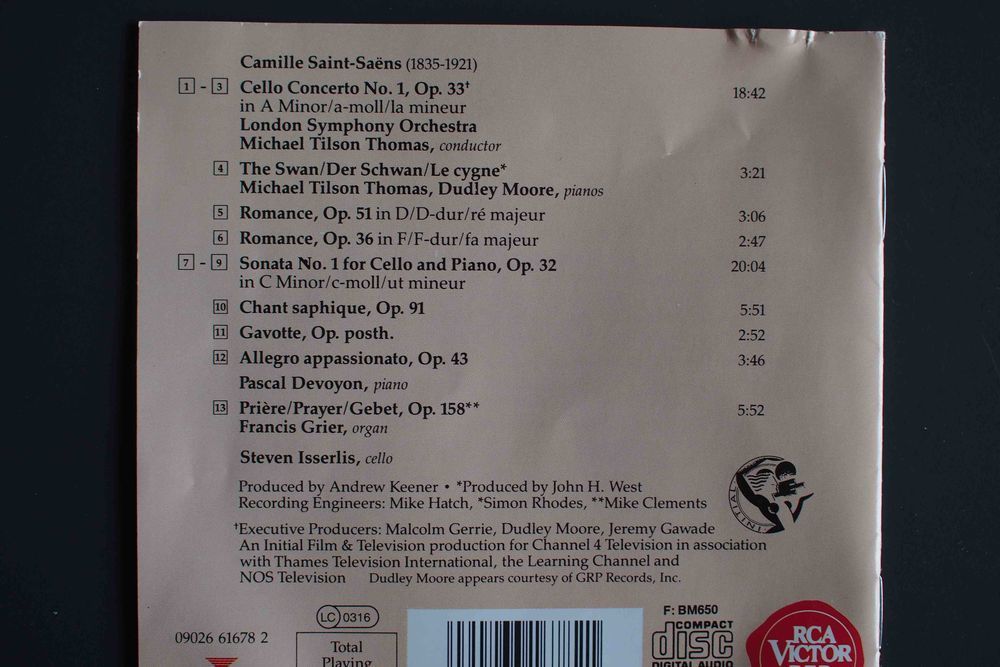 Camille Saint-Saëns (1835-1921)
1 - 3 Cello Concerto No. 1, Op. 33† 18:42
in A Minor/a-moll/la mineur
London Symphony Orchestra
Michael Tilson Thomas, conductor
4 The Swan/Der Schwan/Le cygne* 3:21
Michael Tilson Thomas, Dudley Moore, pianos
5 Romance, Op. 51 in D/D-dur/ré majeur 3:06
6 Romance, Op. 36 in F/F-dur/fa majeur 2:47
7 - 9 Sonata No. 1 for Cello and Piano, Op. 32 20:04
in C Minor/c-moll/ut mineur
10 Chant saphique, Op. 91 5:51
11 Gavotte, Op. posth. 2:52
12 Allegro appassionato, Op. 43 3:46
Pascal Devoyon, piano
13 Prière/Prayer/Gebet, Op. 158** 5:52
Francis Grier, organ
Steven Isserlis, cello
Produced by Andrew Keener • *Produced by John H. West
Recording Engineers: Mike Hatch, *Simon Rhodes, **Mike Clements
INITIAL
†Executive Producers: Malcolm Gerrie, Dudley Moore, Jeremy Gawade
An Initial Film & Television production for Channel 4 Television in association
with Thames Television International, the Learning Channel and
NOS Television Dudley Moore appears courtesy of GRP Records, Inc.
LC 0316
F: BM650
09026 61678 2
Total
Playing
COMPACT
disc
DIGITAL AUDIO
RCA
VICTOR